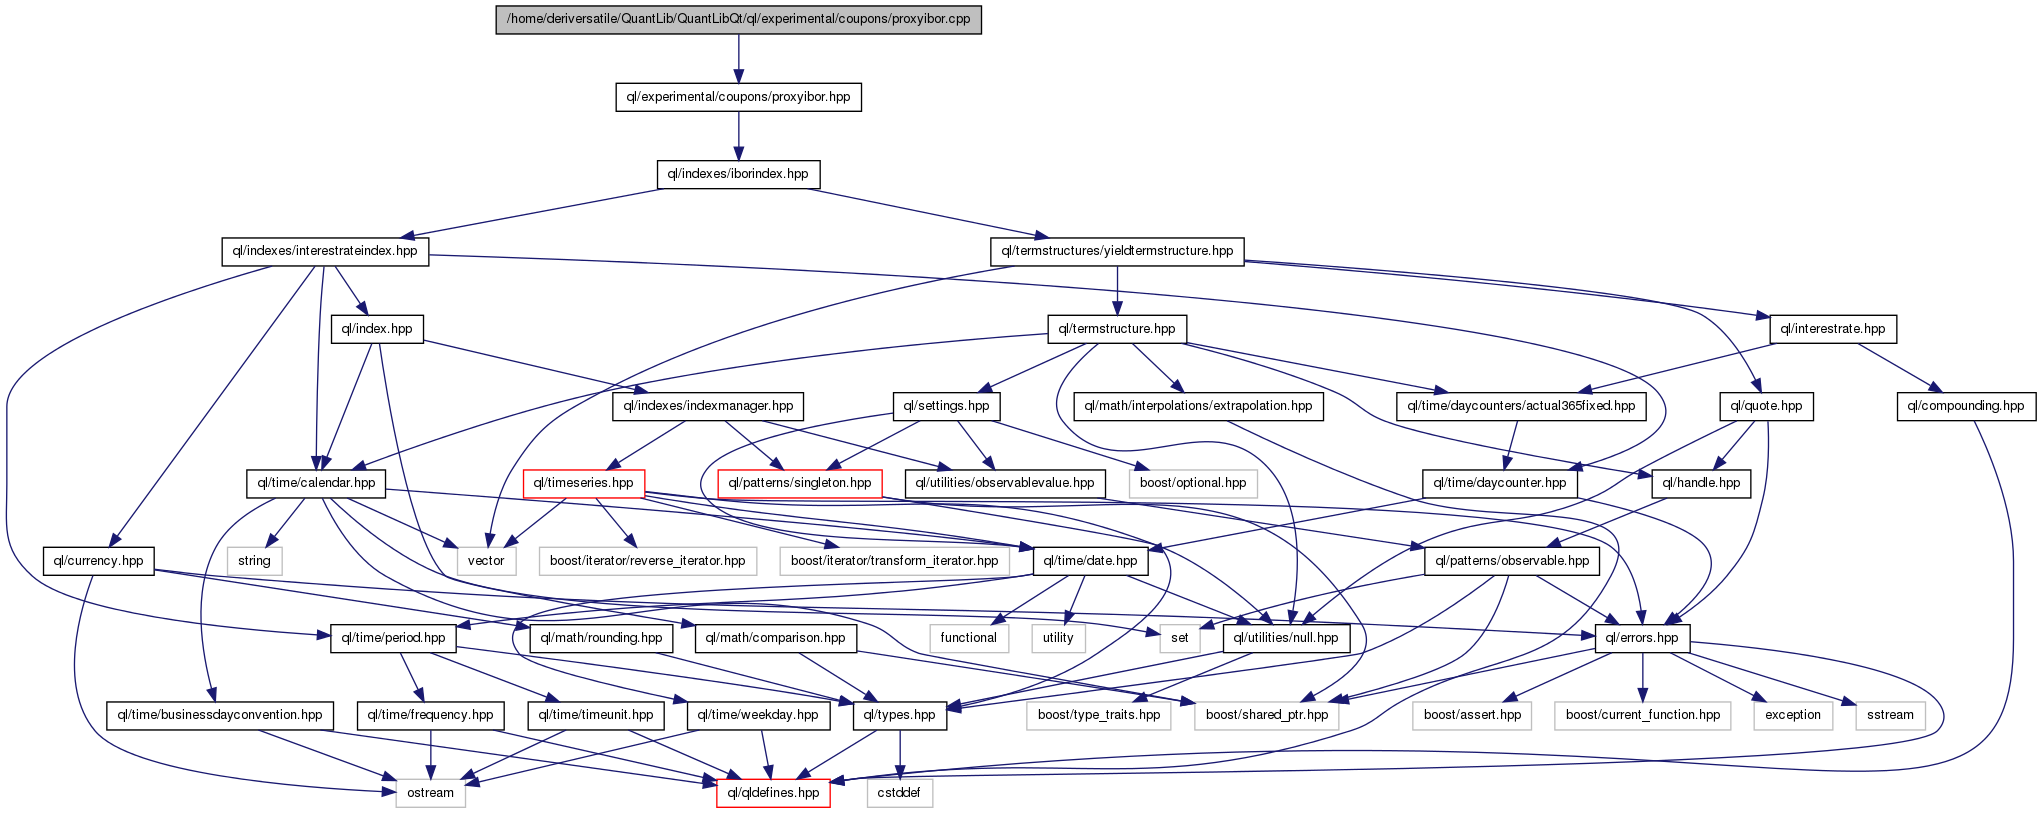 /home/deriversatile/QuantLib/QuantLibQt/ql/experimental/coupons/proxyibor.cpp
ql/experimental/coupons/proxyibor.hpp
ql/indexes/iborindex.hpp
ql/indexes/interestrateindex.hpp
ql/termstructures/yieldtermstructure.hpp
ql/index.hpp
ql/termstructure.hpp
ql/interestrate.hpp
ql/indexes/indexmanager.hpp
ql/settings.hpp
ql/math/interpolations/extrapolation.hpp
ql/time/daycounters/actual365fixed.hpp
ql/quote.hpp
ql/compounding.hpp
ql/time/calendar.hpp
ql/timeseries.hpp
ql/patterns/singleton.hpp
ql/utilities/observablevalue.hpp
boost/optional.hpp
ql/time/daycounter.hpp
ql/handle.hpp
ql/currency.hpp
string
vector
boost/iterator/reverse_iterator.hpp
boost/iterator/transform_iterator.hpp
ql/time/date.hpp
ql/patterns/observable.hpp
ql/time/period.hpp
ql/math/rounding.hpp
ql/math/comparison.hpp
functional
utility
set
ql/utilities/null.hpp
ql/errors.hpp
ql/time/businessdayconvention.hpp
ql/time/frequency.hpp
ql/time/timeunit.hpp
ql/time/weekday.hpp
ql/types.hpp
boost/type_traits.hpp
boost/shared_ptr.hpp
boost/assert.hpp
boost/current_function.hpp
exception
sstream
ostream
ql/qldefines.hpp
cstddef